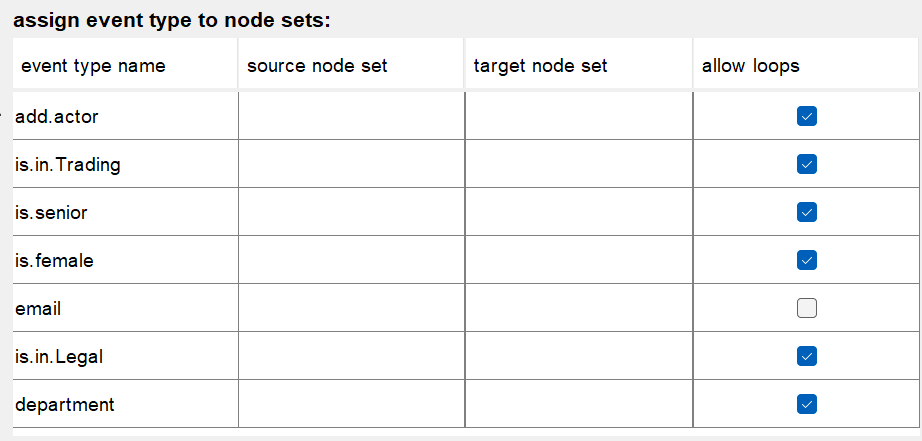 assign event type to node sets:
event type name source node set target node set allow loops
add.actor
is.in.Trading
is.senior
is.female
email
is.in.Legal
department